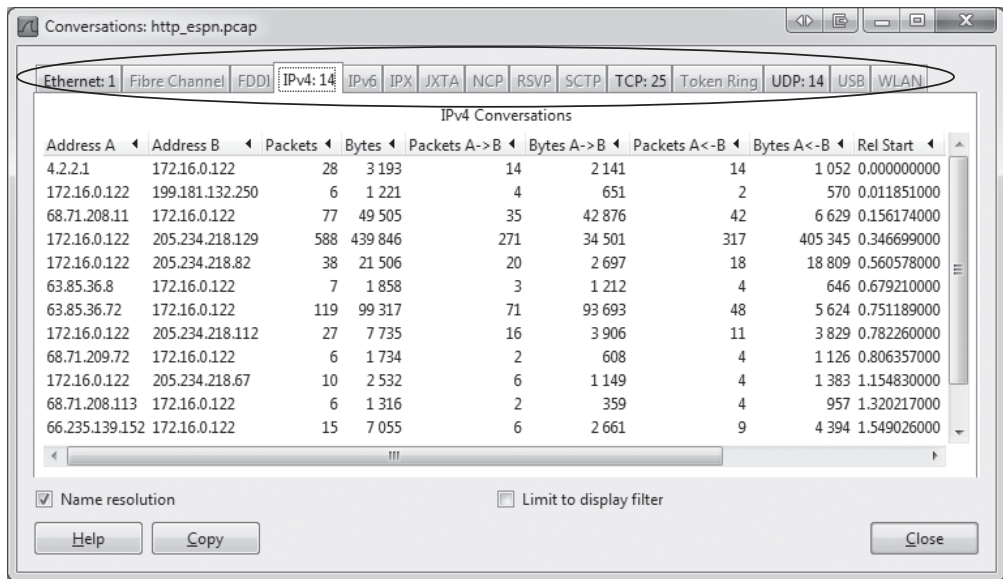 Conversations: http_espn.pcap
Ethernet: 1 Fibre Channel FDDI IPv4: 14 IPv6 IPX JXTA NCP RSVP SCTP TCP: 25 Token Ring UDP: 14 USB WLAN
IPv4 Conversations
Address A Address B Packets Bytes Packets A->B Bytes A->B Packets A<-B Bytes A<-B Rel Start
4.2.2.1 172.16.0.122 28 3 193 14 2 141 14 1 052 0.000000000
172.16.0.122 199.181.132.250 6 1 221 4 651 2 570 0.011851000
68.71.208.11 172.16.0.122 77 49 505 35 42 876 42 6 629 0.156174000
172.16.0.122 205.234.218.129 588 439 846 271 34 501 317 405 345 0.346699000
172.16.0.122 205.234.218.82 38 21 506 20 2 697 18 18 809 0.560578000
63.85.36.8 172.16.0.122 7 1 858 3 1 212 4 646 0.679210000
63.85.36.72 172.16.0.122 119 99 317 71 93 693 48 5 624 0.751189000
172.16.0.122 205.234.218.112 27 7 735 16 3 906 11 3 829 0.782260000
68.71.209.72 172.16.0.122 6 1 734 2 608 4 1 126 0.806357000
172.16.0.122 205.234.218.67 10 2 532 6 1 149 4 1 383 1.154830000
68.71.208.113 172.16.0.122 6 1 316 2 359 4 957 1.320217000
66.235.139.152 172.16.0.122 15 7 055 6 2 661 9 4 394 1.549026000
Name resolution Limit to display filter
Help Copy Close